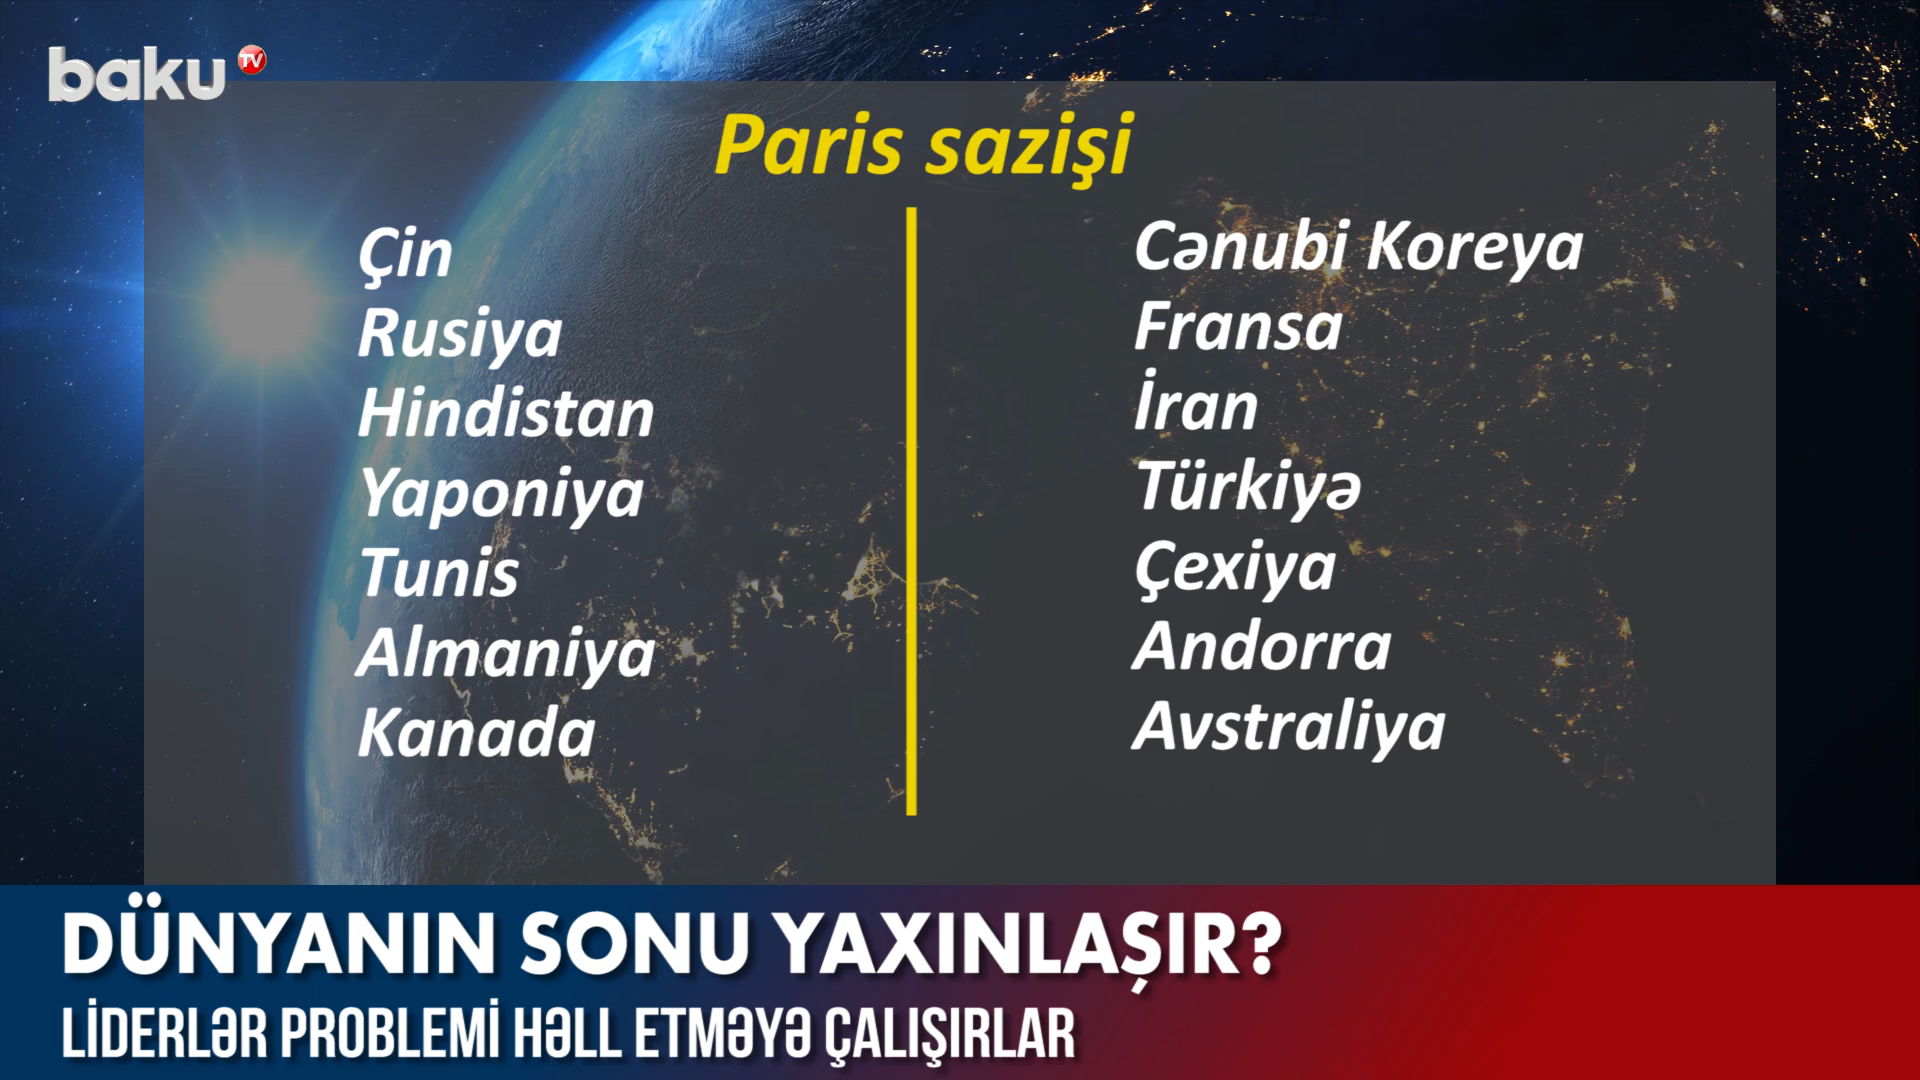 baku TV
Paris sazişi
Çin
Rusiya
Hindistan
Yaponiya
Tunis
Almaniya
Kanada
Cənubi Koreya
Fransa
İran
Türkiyə
Çexiya
Andorra
Avstraliya
DÜNYANIN SONU YAXINLAŞIR?
LİDERLƏR PROBLEMİ HƏLL ETMƏYƏ ÇALIŞIRLAR